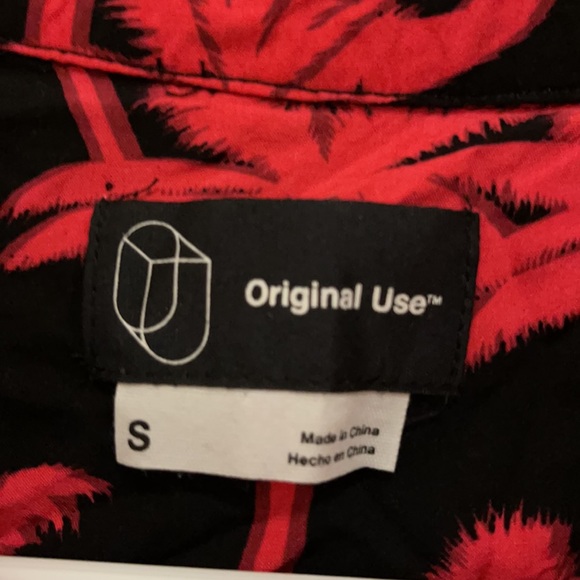 Original Use™
S
Made in China
Hecho en China